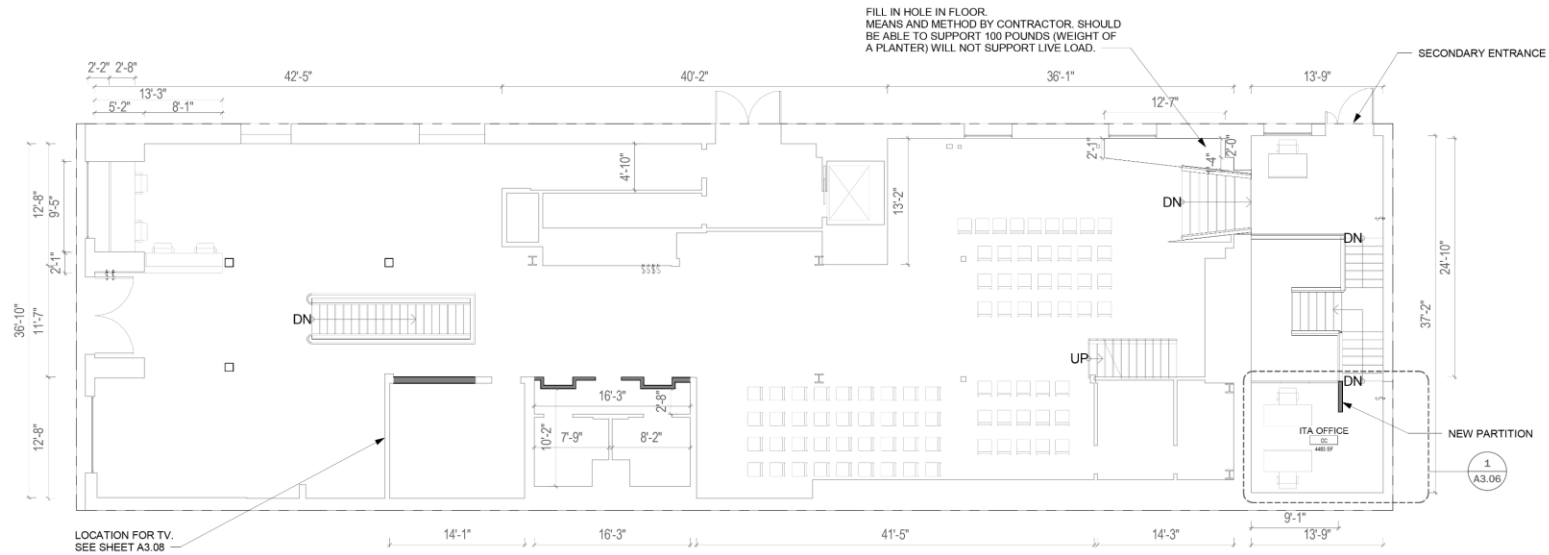 FILL IN HOLE IN FLOOR.
MEANS AND METHOD BY CONTRACTOR. SHOULD
BE ABLE TO SUPPORT 100 POUNDS (WEIGHT OF
A PLANTER) WILL NOT SUPPORT LIVE LOAD.
SECONDARY ENTRANCE
2'-2" 2'-8"
42'-5"
40'-2"
36'-1"
13'-9"
13'-3"
5'-2" 8'-1"
12'-7"
2'-1"
2'-0"
4'-10"
12'-8"
9'-5"
2'-1"
13'-2"
DN
DN
24'-10"
36'-10"
11'-7"
DN
37'-2"
UP
DN
16'-3"
2'-8"
10'-2"
7'-9"
8'-2"
12'-8"
ITA OFFICE
CC
NEW PARTITION
1
A3.06
LOCATION FOR TV.
SEE SHEET A3.08
14'-1"
16'-3"
41'-5"
14'-3"
9'-1"
13'-9"